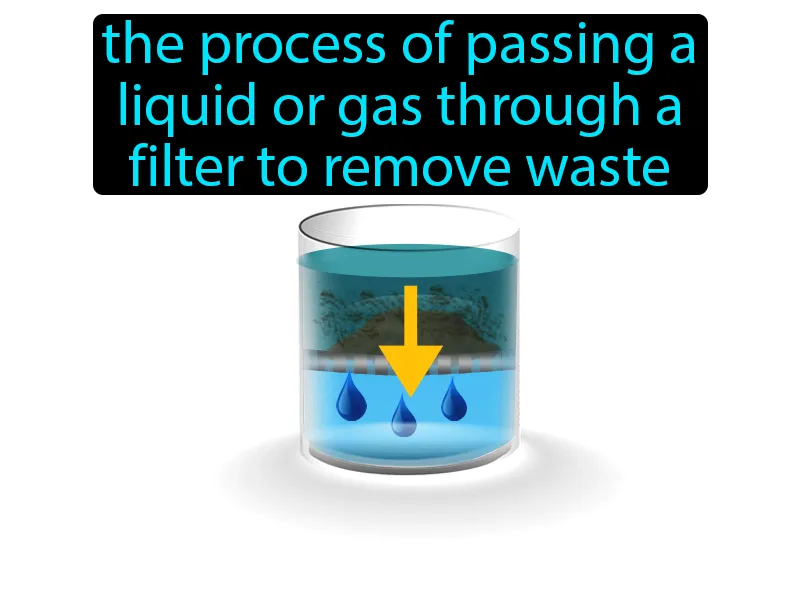 the process of passing a
liquid or gas through a
filter to remove waste